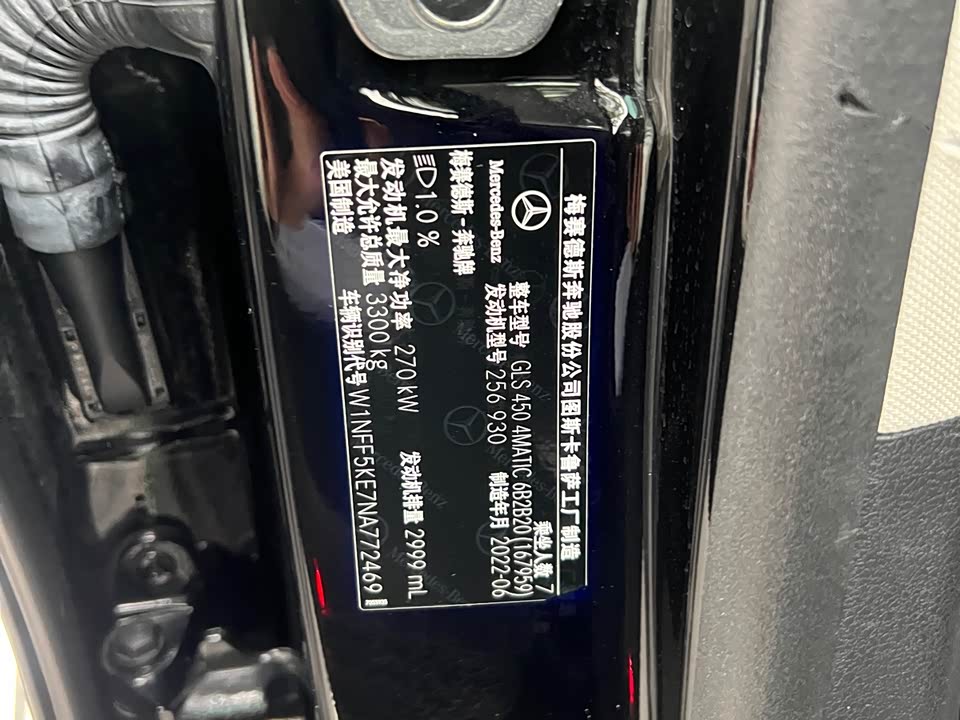 梅赛德斯奔驰股份公司图斯卡鲁萨工厂制造
Mercedes-Benz
乘坐人数 7
整车型号 GLS 450 4MATIC 6B2B20(167959)
发动机型号 256 930 制造年月 2022-06
梅赛德斯－奔驰牌
1.0 %
发动机最大净功率 270 kW 发动机排量 2999 mL
最大允许总质量 3300 kg
美国制造 车辆识别代号 W1NFF5KE7NA772469